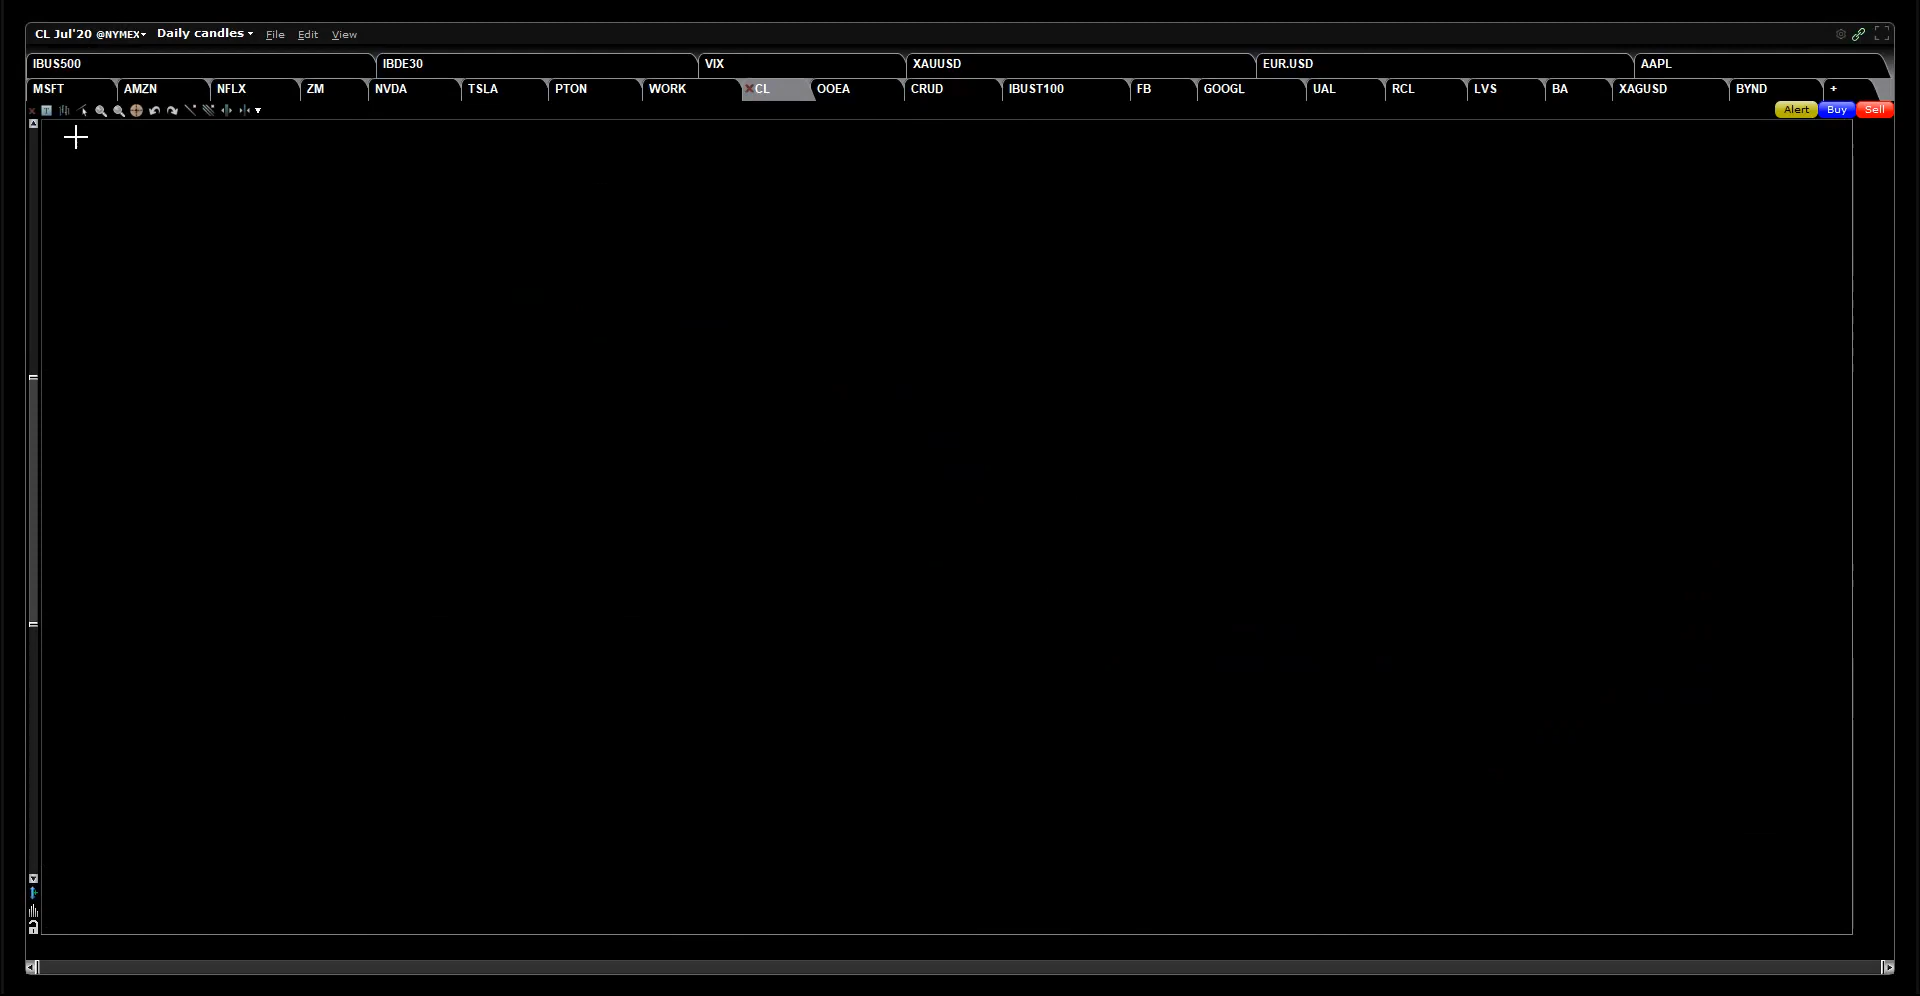 CL Jul'20 @NYMEX Daily candles File Edit View
IBUS500 IBDE30 VIX XAUUSD EUR.USD AAPL
MSFT AMZN NFLX ZM NVDA TSLA PTON WORK CL OOEA CRUD IBUST100 FB GOOGL UAL RCL LVS BA XAGUSD BYND +
Alert Buy Sell